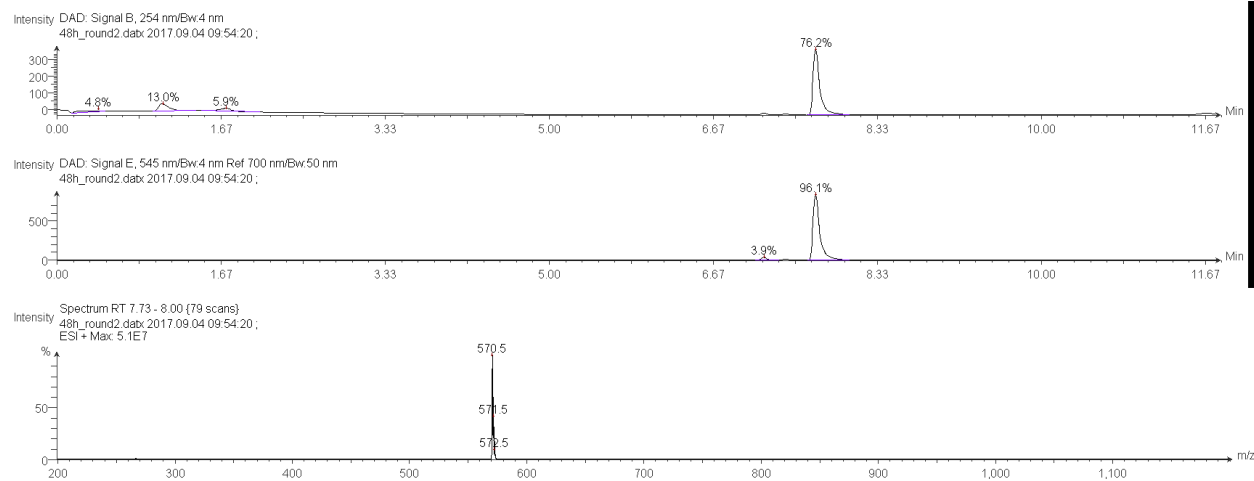 Intensity DAD: Signal B, 254 nm/Bw:4 nm
48h_round2.datx 2017.09.04 09:54:20 ;
76.2%
300
200
100
0
4.8% 13.0% 5.9%
Min
0.00 1.67 3.33 5.00 6.67 8.33 10.00 11.67
Intensity DAD: Signal E, 545 nm/Bw:4 nm Ref 700 nm/Bw:50 nm
48h_round2.datx 2017.09.04 09:54:20 ;
96.1%
500
3.9%
0
Min
0.00 1.67 3.33 5.00 6.67 8.33 10.00 11.67
Intensity Spectrum RT 7.73 - 8.00 {79 scans}
48h_round2.datx 2017.09.04 09:54:20 ;
ESI + Max: 5.1E7
%
570.5
50
571.5
572.5
0
m/z
200 300 400 500 600 700 800 900 1,000 1,100